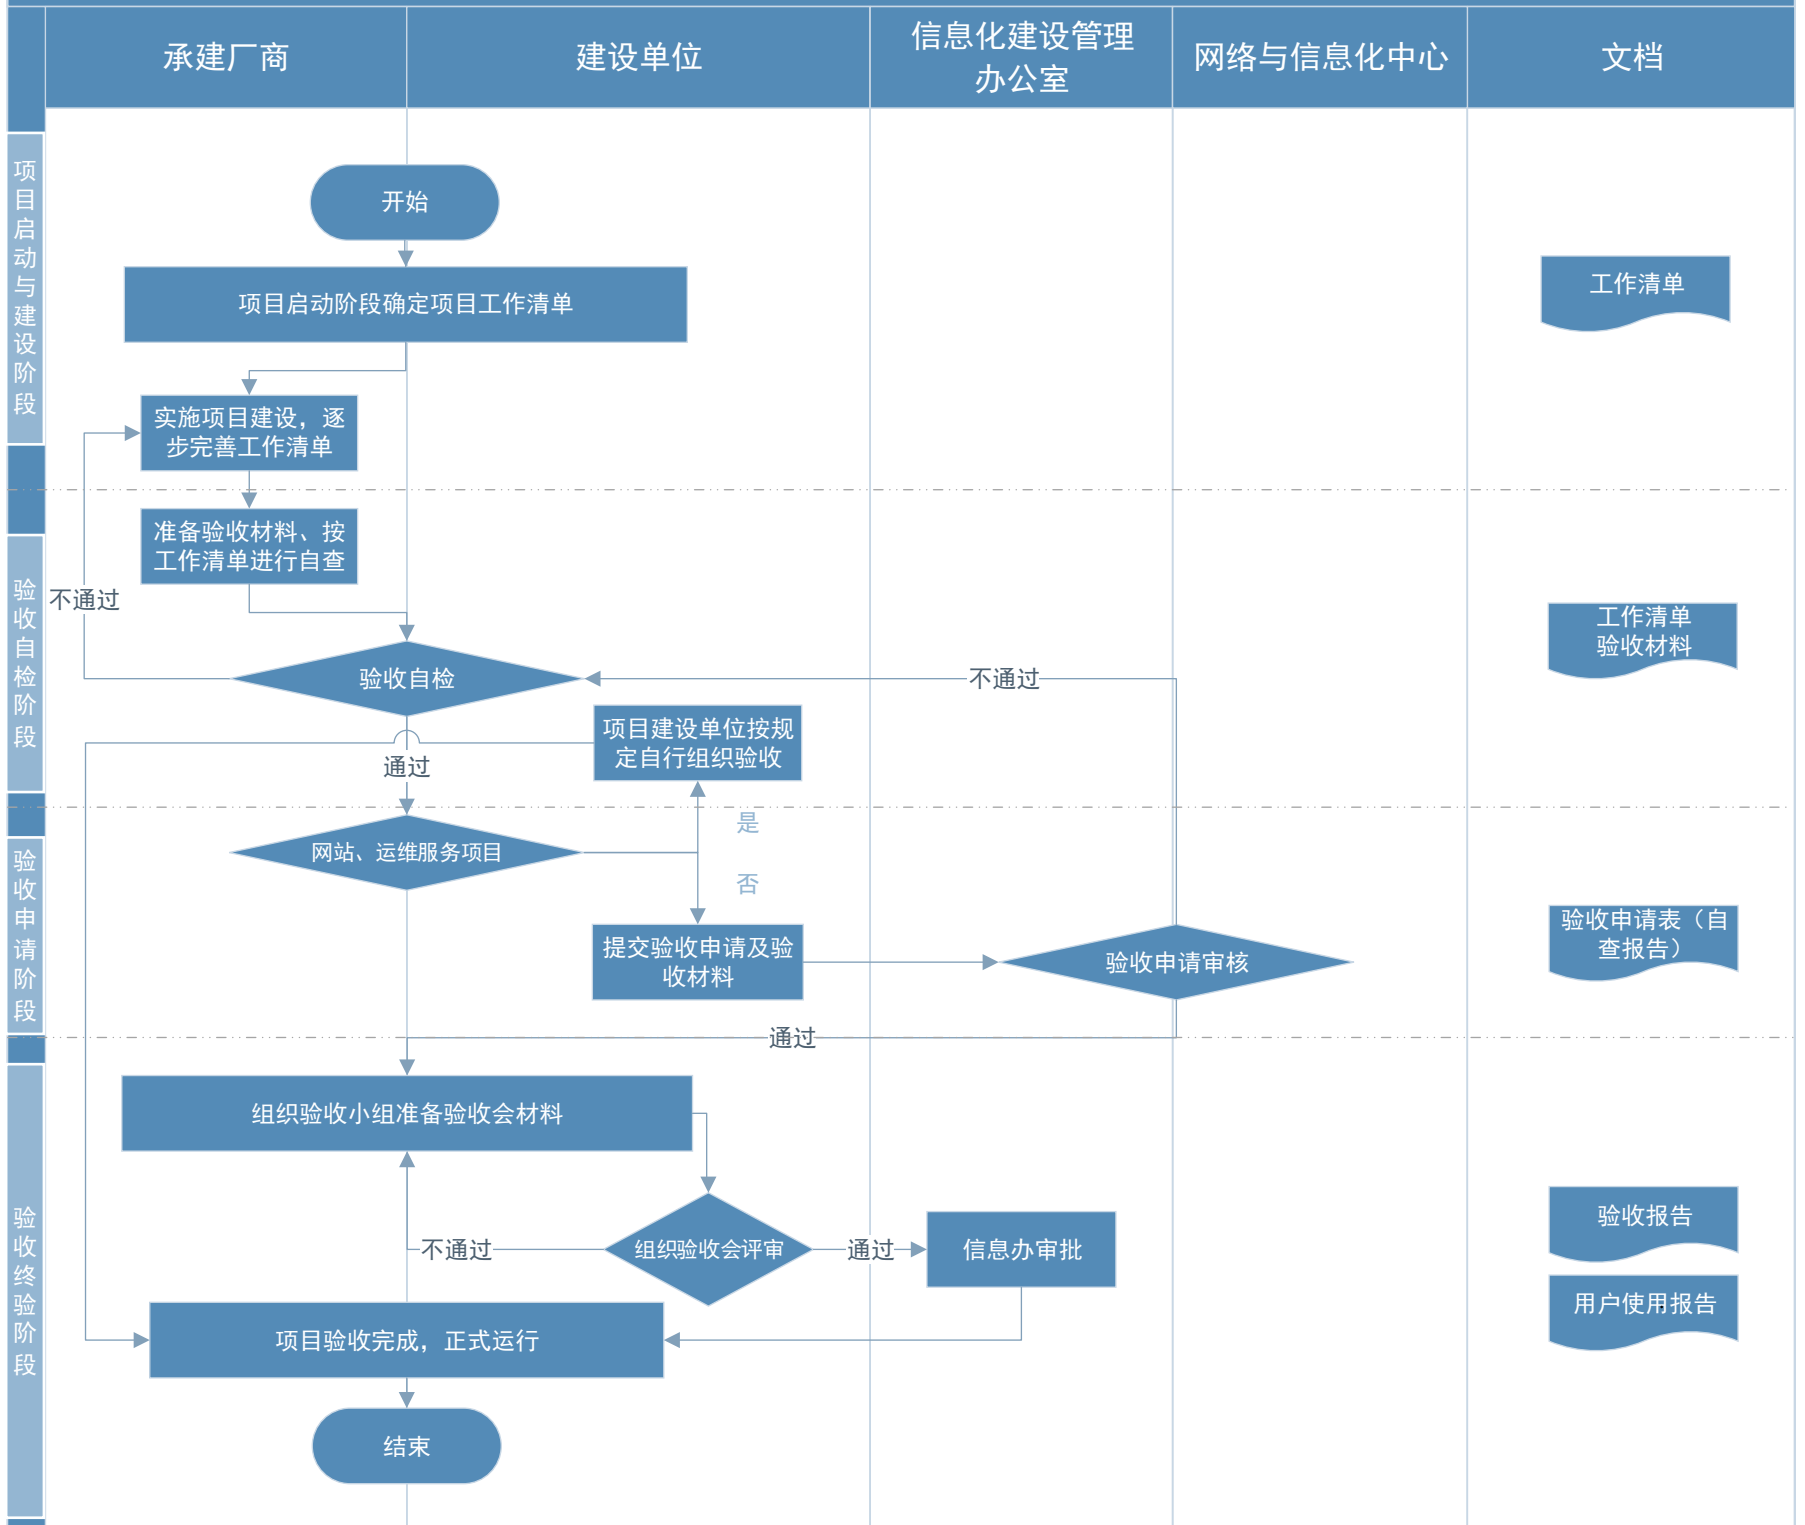 承建厂商
建设单位
信息化建设管理
办公室
网络与信息化中心
文档
项目启动与建设阶段
开始
项目启动阶段确定项目工作清单
工作清单
实施项目建设，逐
步完善工作清单
验收自检阶段
准备验收材料、按
工作清单进行自查
不通过
工作清单
验收材料
验收自检
不通过
项目建设单位按规
定自行组织验收
通过
是
验收申请阶段
网站、运维服务项目
否
验收申请表（自
查报告）
提交验收申请及验
收材料
验收申请审核
通过
验收终验阶段
组织验收小组准备验收会材料
验收报告
不通过
组织验收会评审
通过
信息办审批
用户使用报告
项目验收完成，正式运行
结束